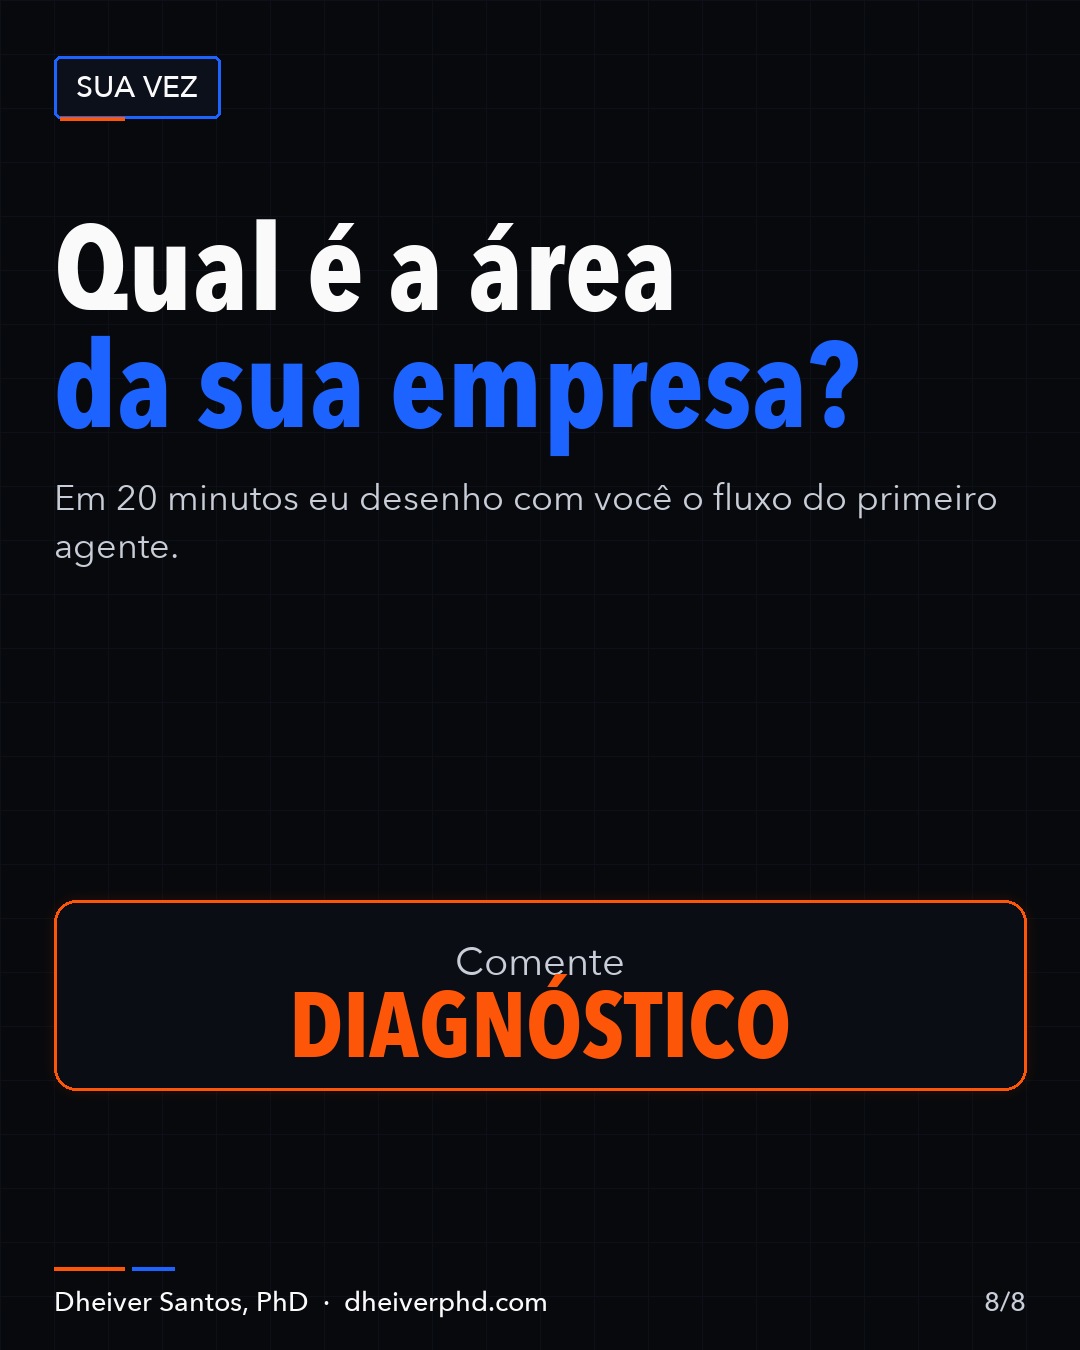 SUA VEZ
Qual é a área
da sua empresa?
Em 20 minutos eu desenho com você o fluxo do primeiro
agente.
Comente
DIAGNÓSTICO
Dheiver Santos, PhD · dheiverphd.com
8/8